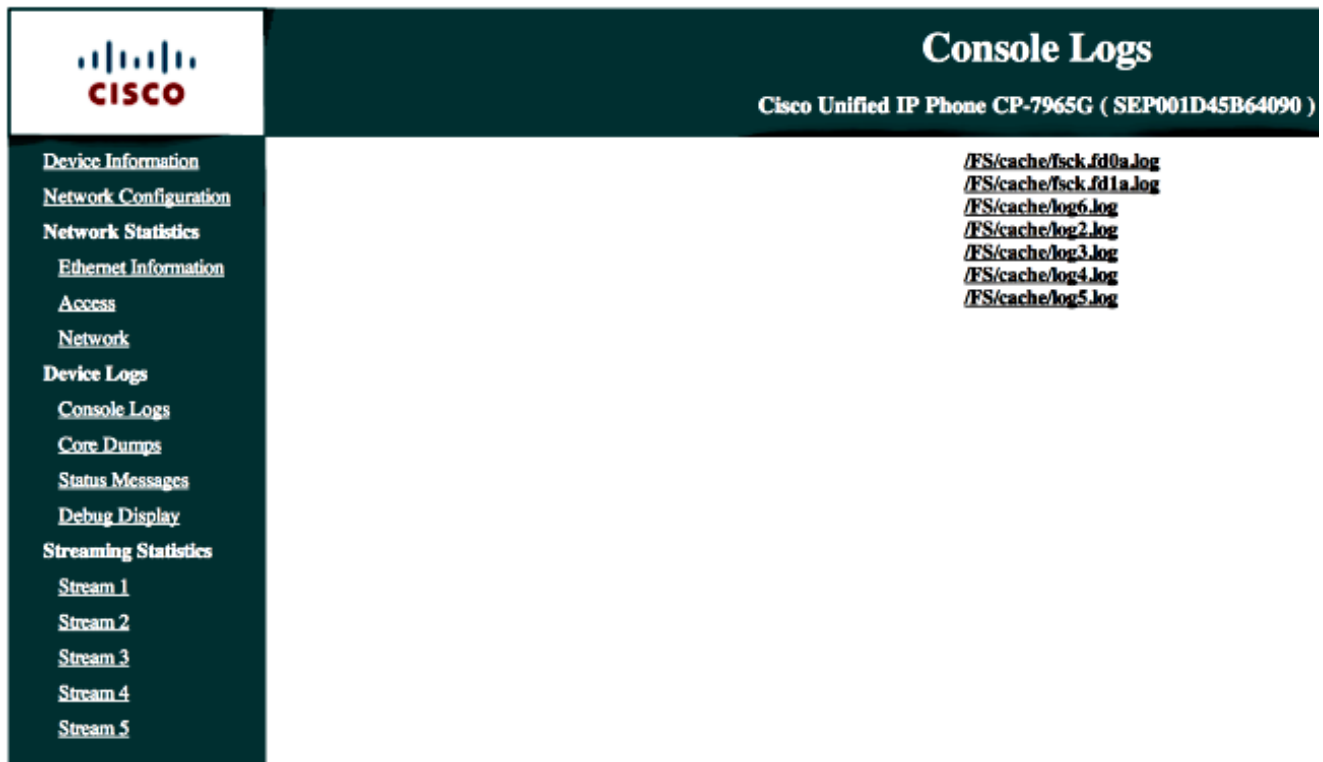 CISCO
Console Logs
Cisco Unified IP Phone CP-7965G ( SEP001D45B64090 )
Device Information
Network Configuration
Network Statistics
Ethernet Information
Access
Network
Device Logs
Console Logs
Core Dumps
Status Messages
Debug Display
Streaming Statistics
Stream 1
Stream 2
Stream 3
Stream 4
Stream 5
/FS/cache/fsck.fd0a.log
/FS/cache/fsck.fd1a.log
/FS/cache/log6.log
/FS/cache/log2.log
/FS/cache/log3.log
/FS/cache/log4.log
/FS/cache/log5.log